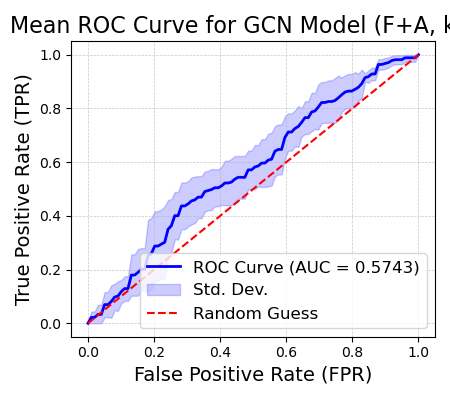 Mean ROC Curve for GCN Model (F+A, k
1.0
0.8
0.6
0.4
0.2
0.0
True Positive Rate (TPR)
ROC Curve (AUC = 0.5743)
Std. Dev.
Random Guess
0.0 0.2 0.4 0.6 0.8 1.0
False Positive Rate (FPR)